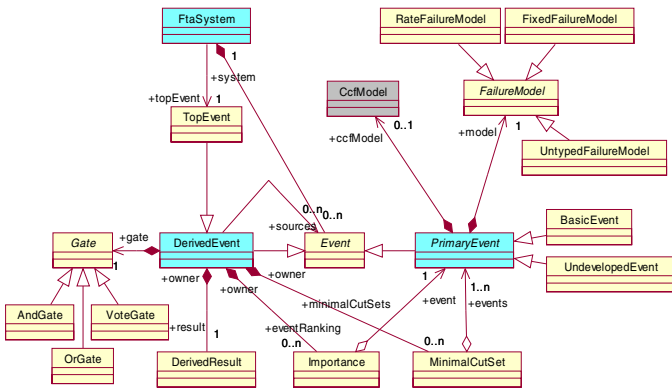 FtaSystem
RateFailureModel
FixedFailureModel
1
+system
CcfModel
FailureModel
+topEvent
1
0..1
1
TopEvent
+ccfModel
+model
UntypedFailureModel
0..n
0..n
+sources
BasicEvent
+gate
Gate
DerivedEvent
Event
PrimaryEvent
1
+owner
+owner
+owner
1
+event
1..n
+events
UndevelopedEvent
AndGate
VoteGate
+minimalCutSets
+result
+eventRanking
1
0..n
0..n
OrGate
DerivedResult
Importance
MinimalCutSet